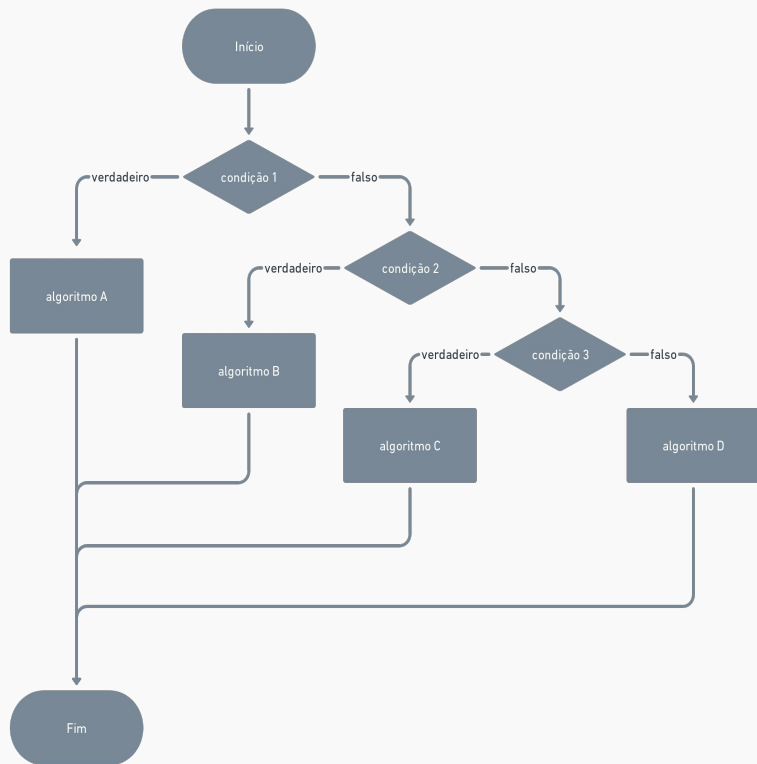 Início
verdadeiro
condição 1
falso
verdadeiro
condição 2
falso
algoritmo A
verdadeiro
condição 3
falso
algoritmo B
algoritmo C
algoritmo D
Fim